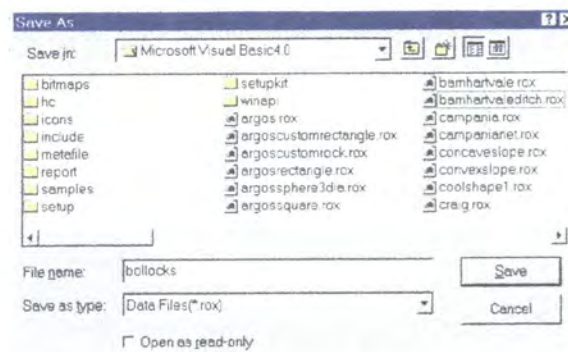 Save As
Save in: Microsoft Visual Basic4.0
bitmaps
hc
icons
include
metafile
report
samples
setup
setupkit
winapi
argos.rox
argoscustomrectangle.rox
argoscustomrock.rox
argosrectangle.rox
argossphere3dia.rox
argossquare.rox
barnhartvale.rox
barnhartvaleditch.rox
campania.rox
campanianet.rox
concaveslope.rox
convexslope.rox
coolshape1.rox
craig.rox
File name: bollocks
Save
Save as type: Data Files(*.rox)
Cancel
Open as read-only